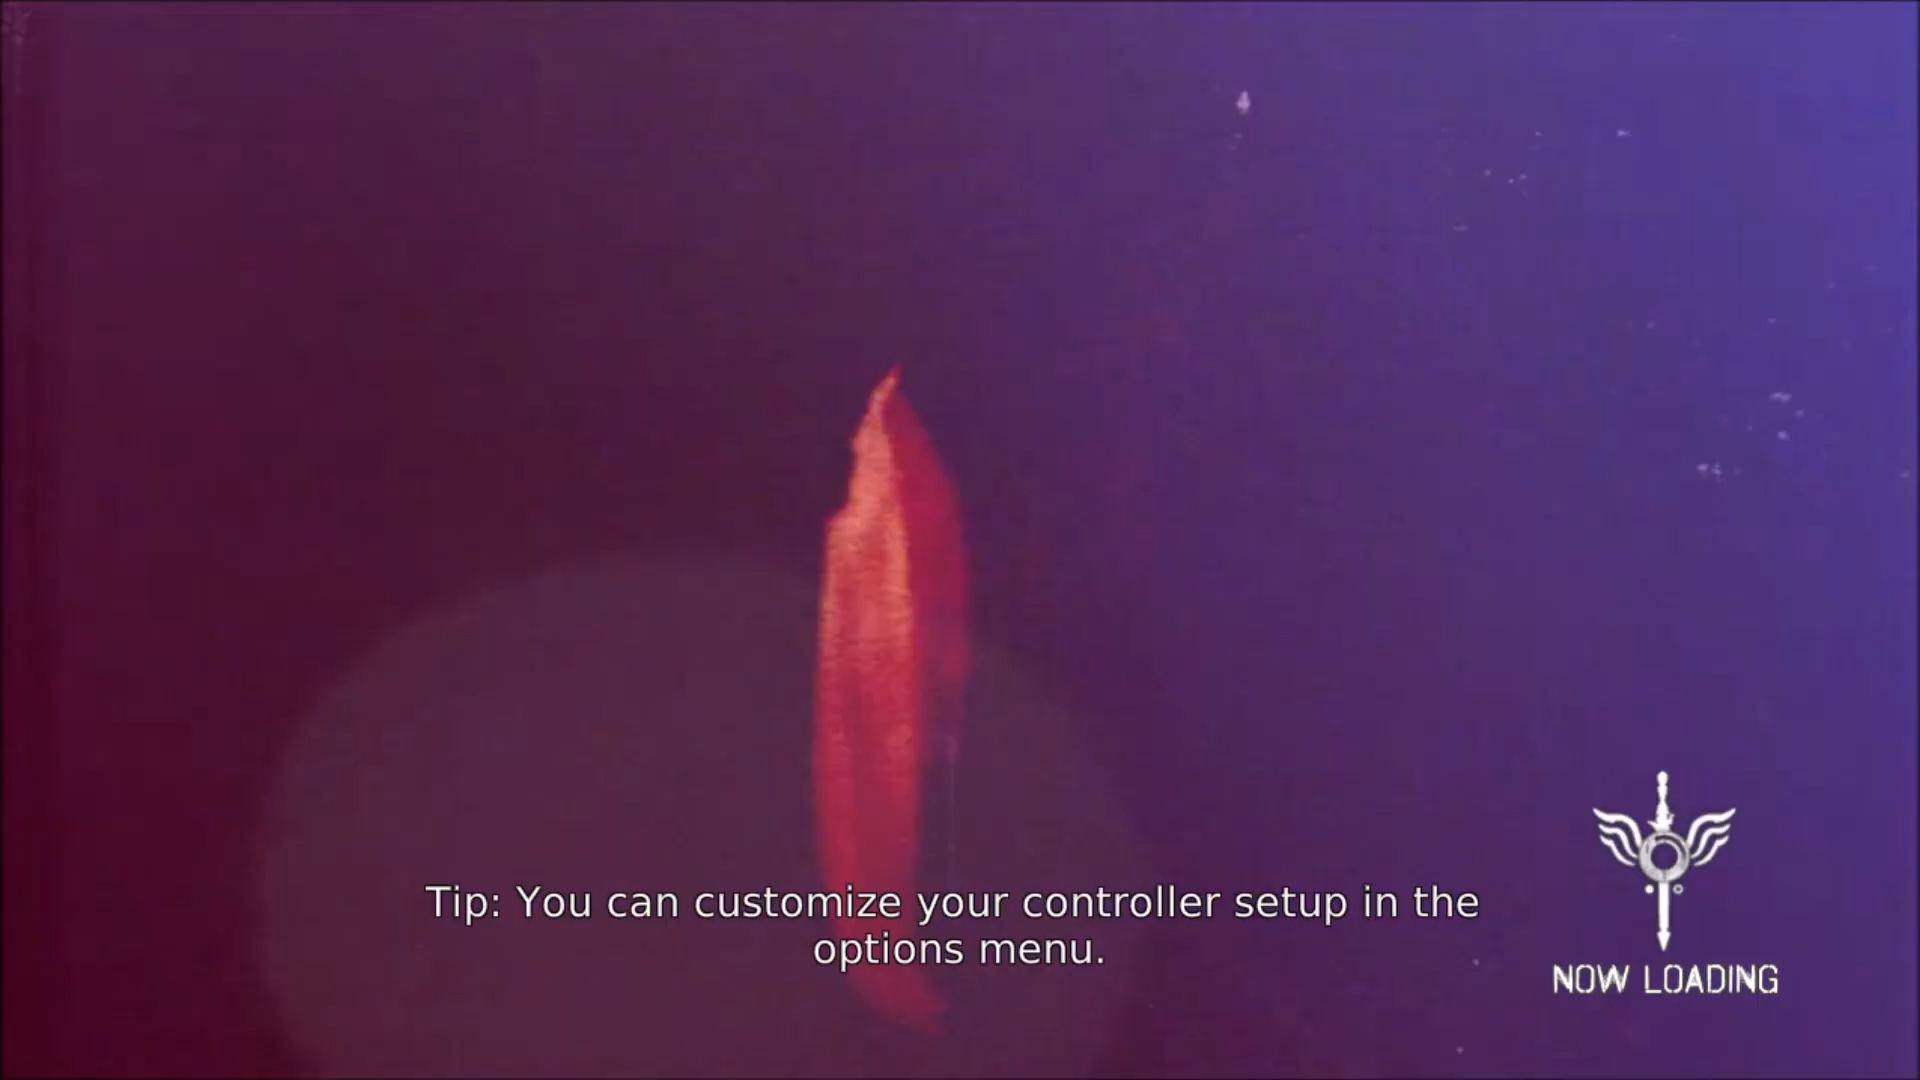 Tip: You can customize your controller setup in the
options menu.
NOW LOADING